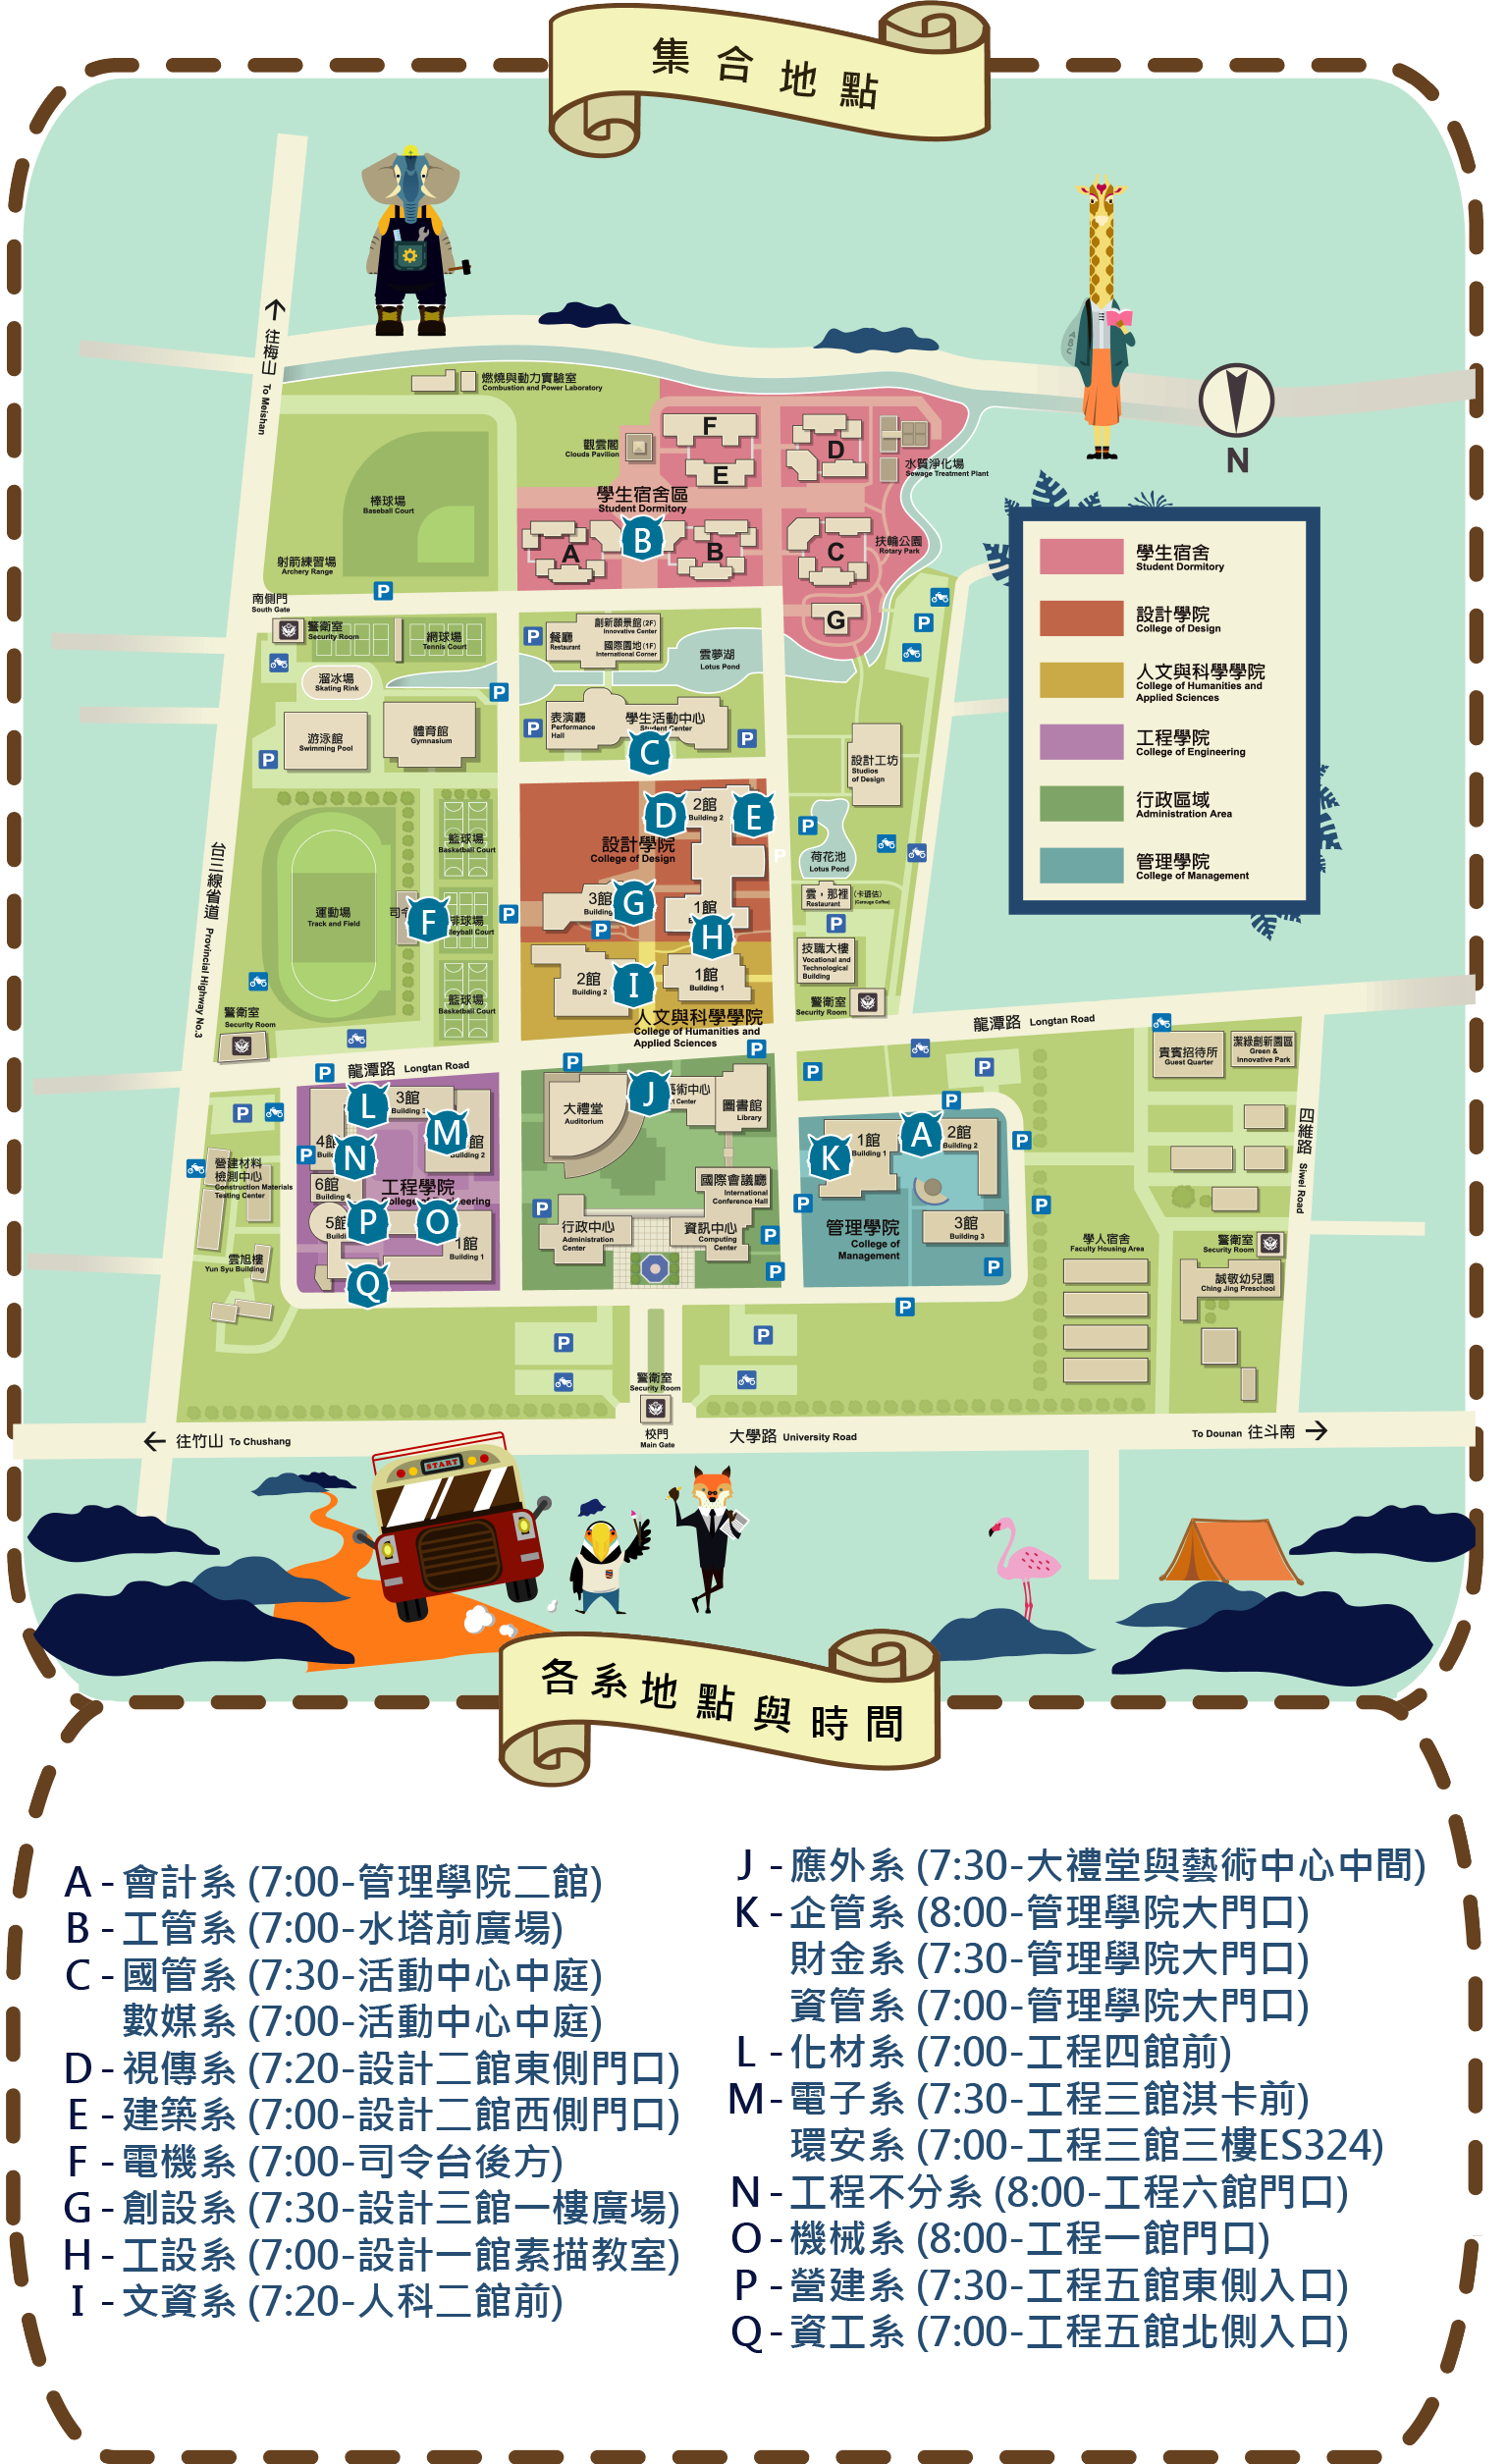 集合地點
往梅山 To Meishan
燃燒與動力實驗室
Combustion and Power Laboratory
觀雲閣
Clouds Pavilion
F
E
D
水質淨化場
Sewage Treatment Plant
N
棒球場
Baseball Court
學生宿舍區
Student Dormitory
A
B
B
C
扶輪公園
Rotary Park
射箭練習場
Archery Range
南側門
South Gate
警衛室
Security Room
網球場
Tennis Court
餐廳
Restaurant
創新願景館(2F)
Innovative Center
國際園地(1F)
International Corner
雲夢湖
Lotus Pond
G
溜冰場
Skating Rink
游泳館
Swimming Pool
體育館
Gymnasium
表演廳
Performance
Hall
學生活動中心
Student Center
C
設計工坊
Studios
of Design
學生宿舍
Student Dormitory
設計學院
College of Design
人文與科學學院
College of Humanities and
Applied Sciences
工程學院
College of Engineering
行政區域
Administration Area
管理學院
College of Management
台三線省道 Provincial Highway No.3
籃球場
Basketball Court
設計學院
College of Design
D
2館
Building 2
E
荷花池
Lotus Pond
雲，那裡
Restaurant
運動場
Track and Field
F
排球場
3館
Building
G
1館
H
技職大樓
Vocational and
Technological
Building
籃球場
Basketball Court
2館
Building 2
I
1館
Building 1
人文與科學學院
College of Humanities and
Applied Sciences
警衛室
Security Room
警衛室
Security Room
龍潭路 Longtan Road
龍潭路 Longtan Road
貴賓招待所
Guest Quarter
潔綠創新園區
Green &
Innovative Park
四維路 Siwei Road
L
3館
Building 3
M
館
Building 2
4館
N
6館
Building 6
工程學院
College of Engineering
5館
P
O
1館
Building 1
Q
營建材料
檢測中心
Construction Materials
Testing Center
雲旭樓
Yun Syu Building
大禮堂
Auditorium
J
藝術中心
圖書館
Library
國際會議廳
International
Conference Hall
行政中心
Administration
Center
資訊中心
Computing
Center
K
1館
Building 1
A
2館
Building 2
管理學院
College of
Management
3館
Building 3
學人宿舍
Faculty Housing Area
警衛室
Security Room
誠敬幼兒園
Ching Jing Preschool
警衛室
Security Room
校門
Main Gate
往竹山 To Chushang
大學路 University Road
To Dounan 往斗南
START
各系地點與時間
A - 會計系 (7:00-管理學院二館)
B - 工管系 (7:00-水塔前廣場)
C - 國管系 (7:30-活動中心中庭)
數媒系 (7:00-活動中心中庭)
D - 視傳系 (7:20-設計二館東側門口)
E - 建築系 (7:00-設計二館西側門口)
F - 電機系 (7:00-司令台後方)
G - 創設系 (7:30-設計三館一樓廣場)
H - 工設系 (7:00-設計一館素描教室)
I - 文資系 (7:20-人科二館前)
J - 應外系 (7:30-大禮堂與藝術中心中間)
K - 企管系 (8:00-管理學院大門口)
財金系 (7:30-管理學院大門口)
資管系 (7:00-管理學院大門口)
L - 化材系 (7:00-工程四館前)
M - 電子系 (7:30-工程三館淇卡前)
環安系 (7:00-工程三館三樓ES324)
N - 工程不分系 (8:00-工程六館門口)
O - 機械系 (8:00-工程一館門口)
P - 營建系 (7:30-工程五館東側入口)
Q - 資工系 (7:00-工程五館北側入口)